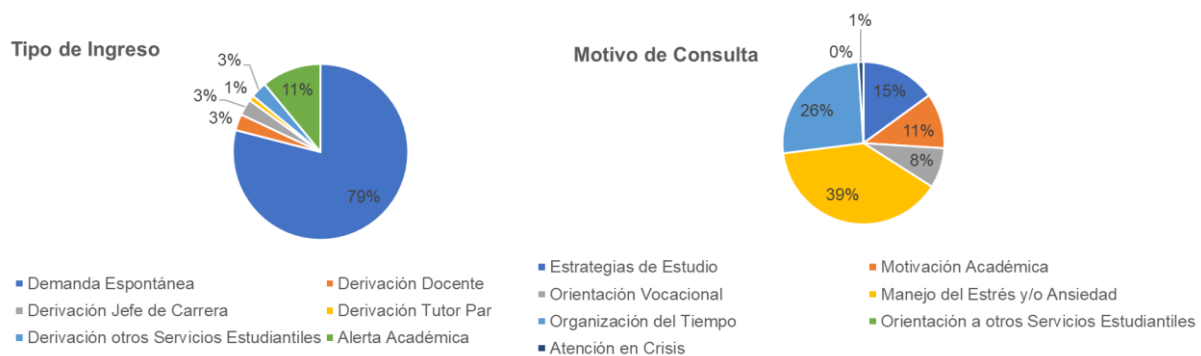 Tipo de Ingreso
3%
1%
3%
3%
11%
79%
Demanda Espontánea
Derivación Docente
Derivación Jefe de Carrera
Derivación Tutor Par
Derivación otros Servicios Estudiantiles
Alerta Académica
Motivo de Consulta
1%
0%
15%
26%
11%
8%
39%
Estrategias de Estudio
Motivación Académica
Orientación Vocacional
Manejo del Estrés y/o Ansiedad
Organización del Tiempo
Orientación a otros Servicios Estudiantiles
Atención en Crisis